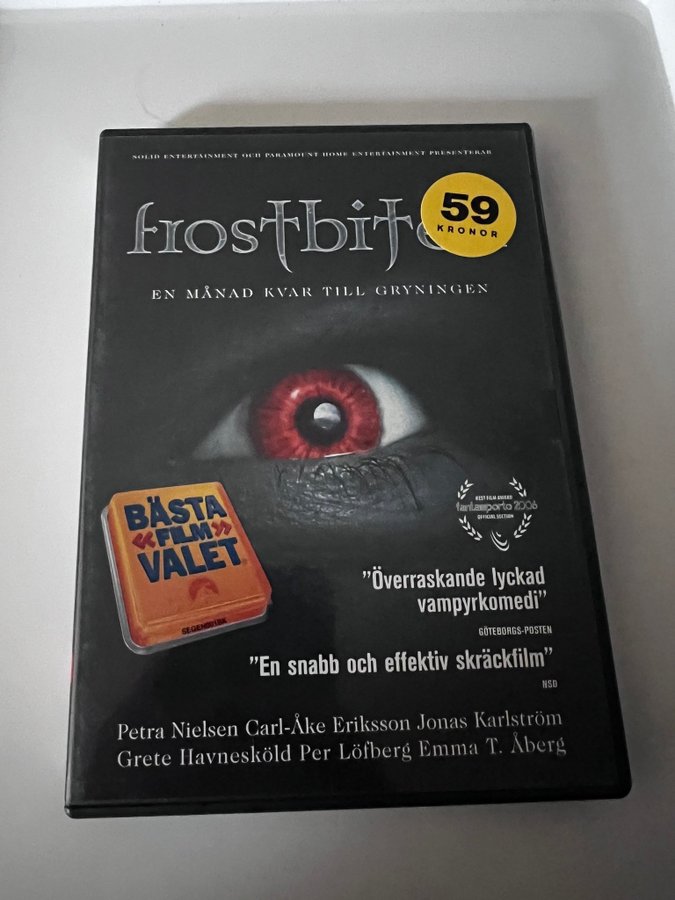 SOLID ENTERTAINMENT OCH PARAMOUNT HOME ENTERTAINMENT PRESENTERAR
frostbite
59
KRONOR
EN MÅNAD KVAR TILL GRYNINGEN
BÄSTA
«FILM»
VALET
BEST FILM AWARD
fantasporto 2006
OFFICIAL SECTION
"Överraskande lyckad
vampyrkomedi"
GÖTEBORGS-POSTEN
"En snabb och effektiv skräckfilm"
NSD
Petra Nielsen Carl-Åke Eriksson Jonas Karlström
Grete Havnesköld Per Löfberg Emma T. Åberg